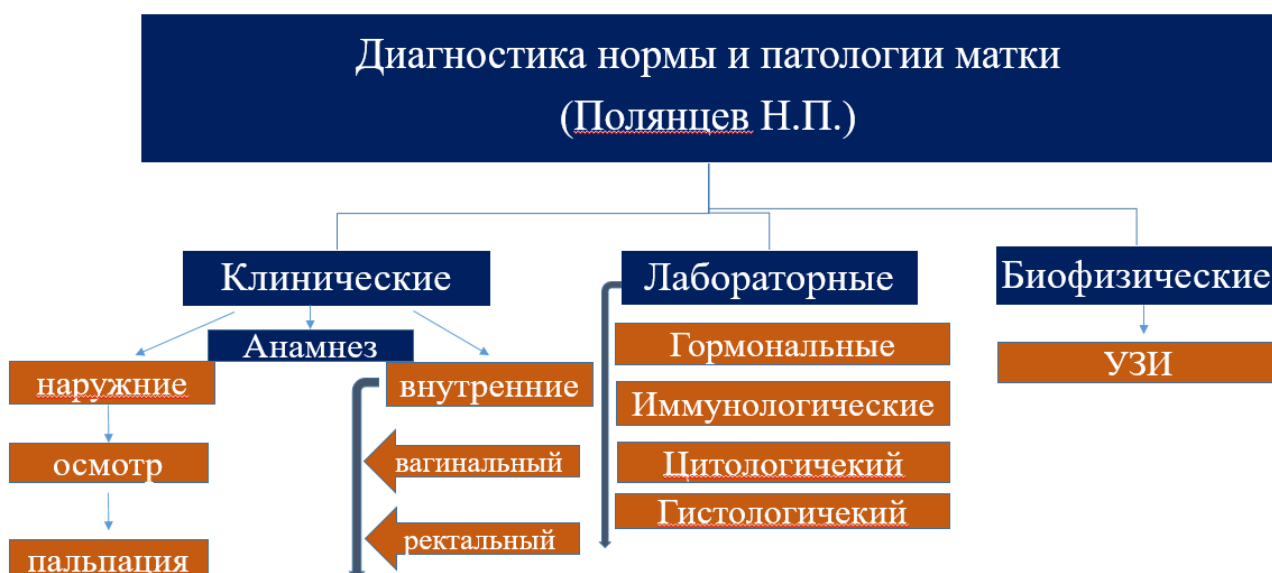 Диагностика нормы и патологии матки
(Полянцев Н.П.)
Клинические
Лабораторные
Биофизические
Анамнез
наружние
внутренние
осмотр
вагинальный
пальпация
ректальный
Гормональные
Иммунологические
Цитологичекий
Гистологичекий
УЗИ